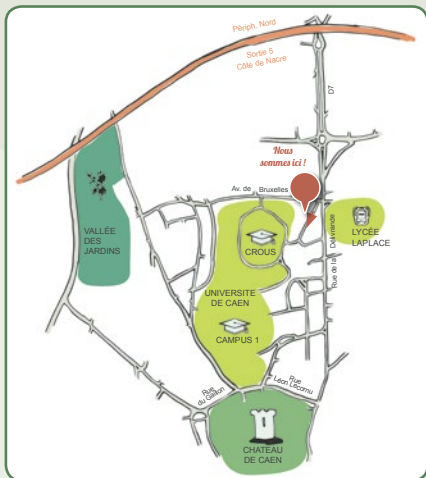 Périph. Nord
Sortie 5
Côte de Nacre
D7
Nous
sommes ici !
Av. de Bruxelles
VALLÉE
DES
JARDINS
CROUS
LYCÉE
LAPLACE
Rue de la Délivrande
UNIVERSITE
DE CAEN
CAMPUS 1
Rue
du Gaillon
Rue
Léon Lecornu
CHATEAU
DE CAEN